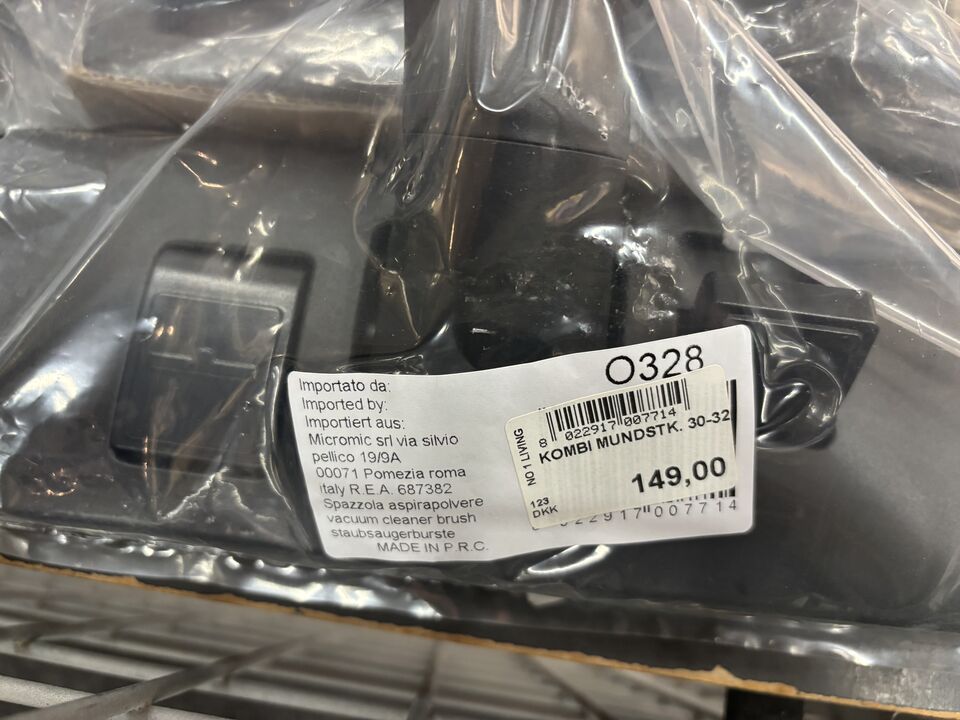 Importato da:
Imported by:
Importiert aus:
Micromic srl via silvio
pellico 19/9A
00071 Pomezia roma
italy R.E.A. 687382
Spazzola aspirapolvere
vacuum cleaner brush
staubsaugerburste
MADE IN P.R.C.
O328
NO 1 LIVING
8 022917 007714
KOMBI MUNDSTK. 30-32
149,00
123
DKK
022917 007714